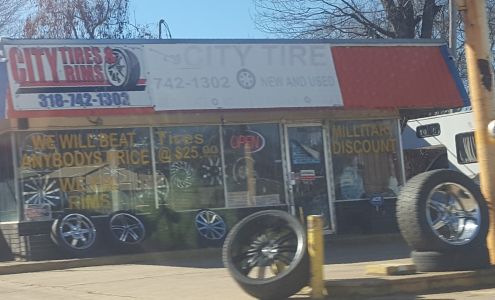 CITY TIRES &
RIMS
318-742-1302
CITY TIRE
742-1302 NEW AND USED
WE WILL BEAT
ANYBODYS PRICE
WE
RIMS
Tires
@ $25.00
OPEN
MILLITARY
DISCOUNT